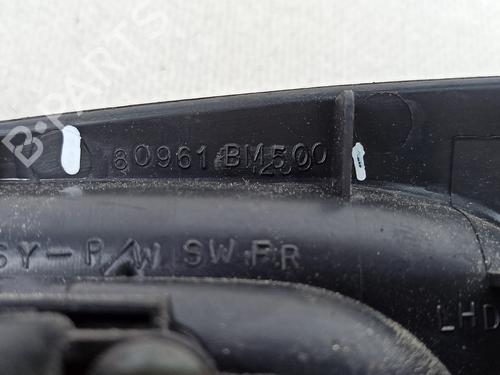 B-PARTS
80961 BM500
SY-P/W SW FR
LHD